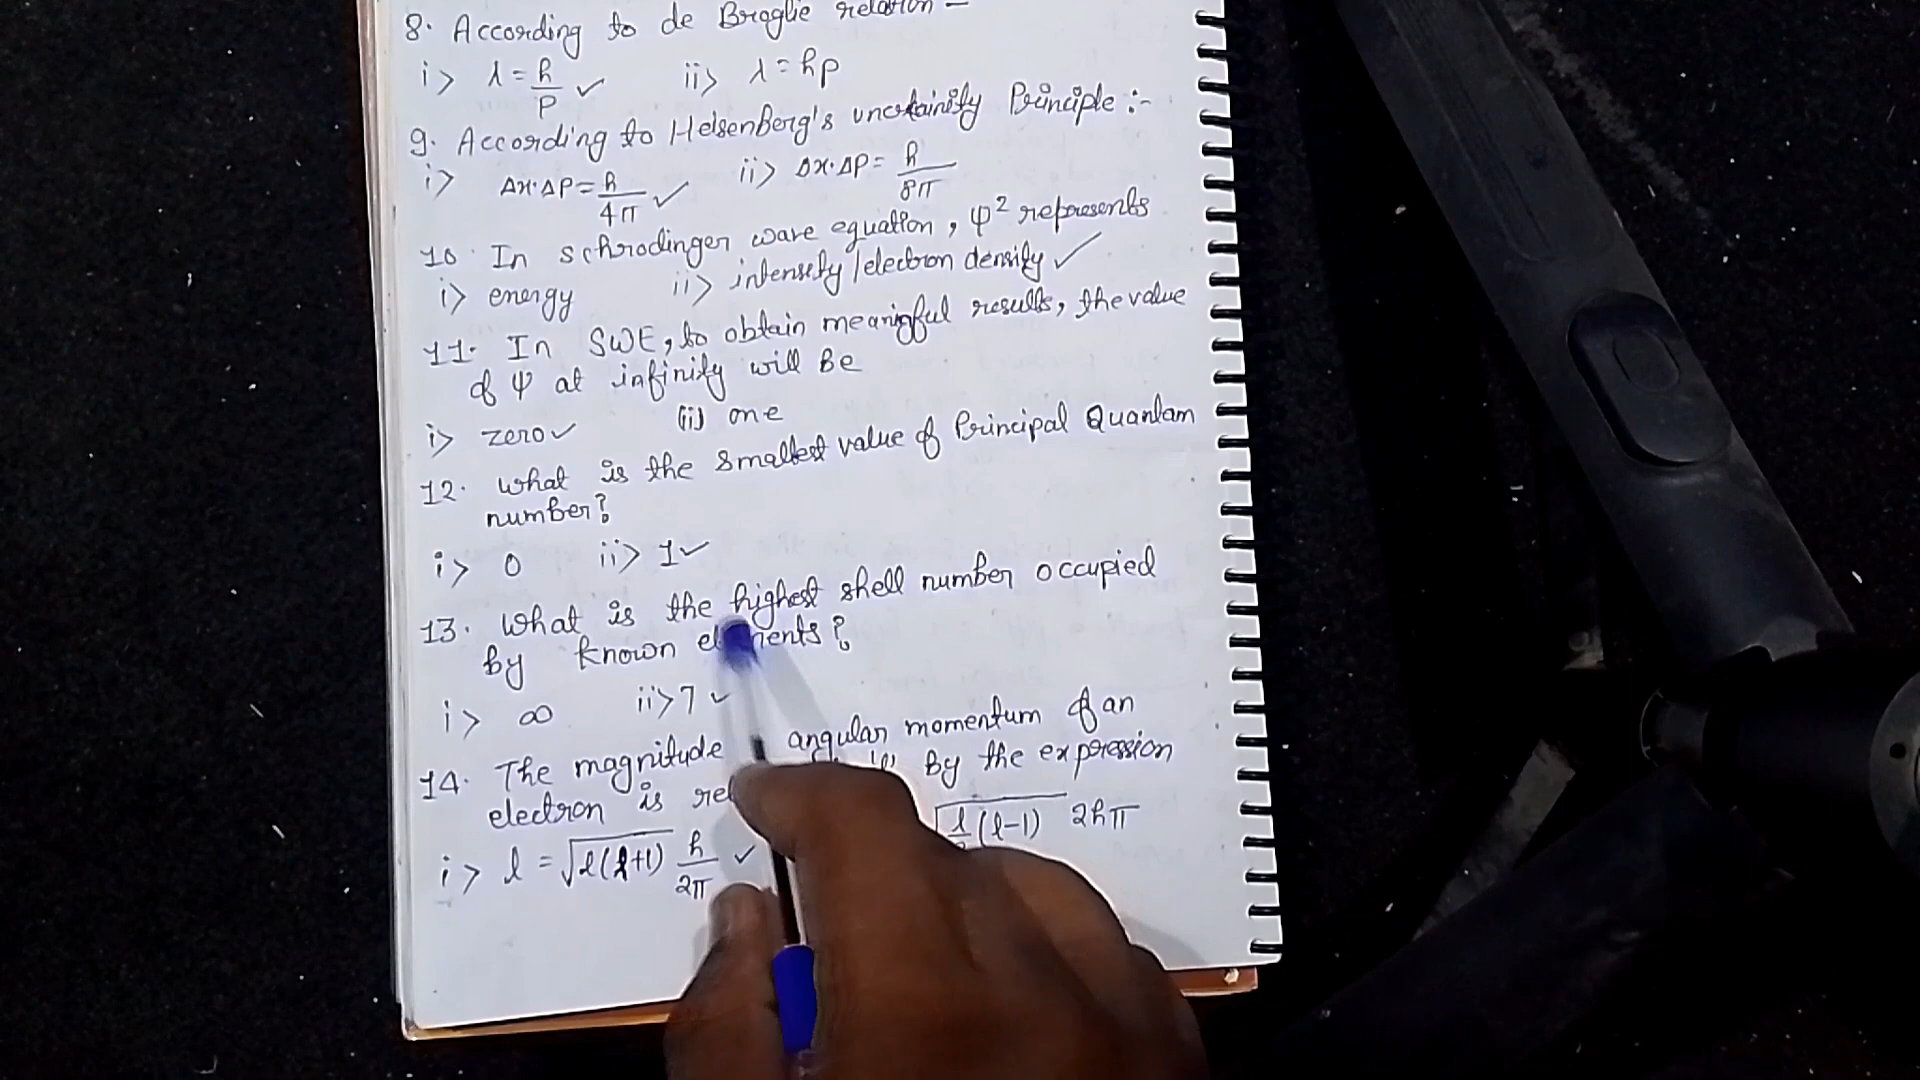 8. According to de Broglie relation -
i> λ = h/p ✓ ii> λ = hp
9. According to Heisenberg's uncertainity Principle :-
i> Δx·ΔP = h/4π ✓ ii> Δx·ΔP = h/8π
10. In schrodinger wave equation, ψ² represents
i> energy ii> intensity/electron density ✓
11. In SWE, to obtain meaningful results, the value
of ψ at infinity will be
i> zero ✓ (ii) one
12. What is the smallest value of Principal Quantam
number?
i> 0 ii> 1 ✓
13. What is the highest shell number occupied
by known elements?
i> ∞ ii> 7 ✓
14. The magnitude angular momentum of an
electron is by the expression
i> l = √l(l+1) h/2π ✓ (l-1) 2hπ